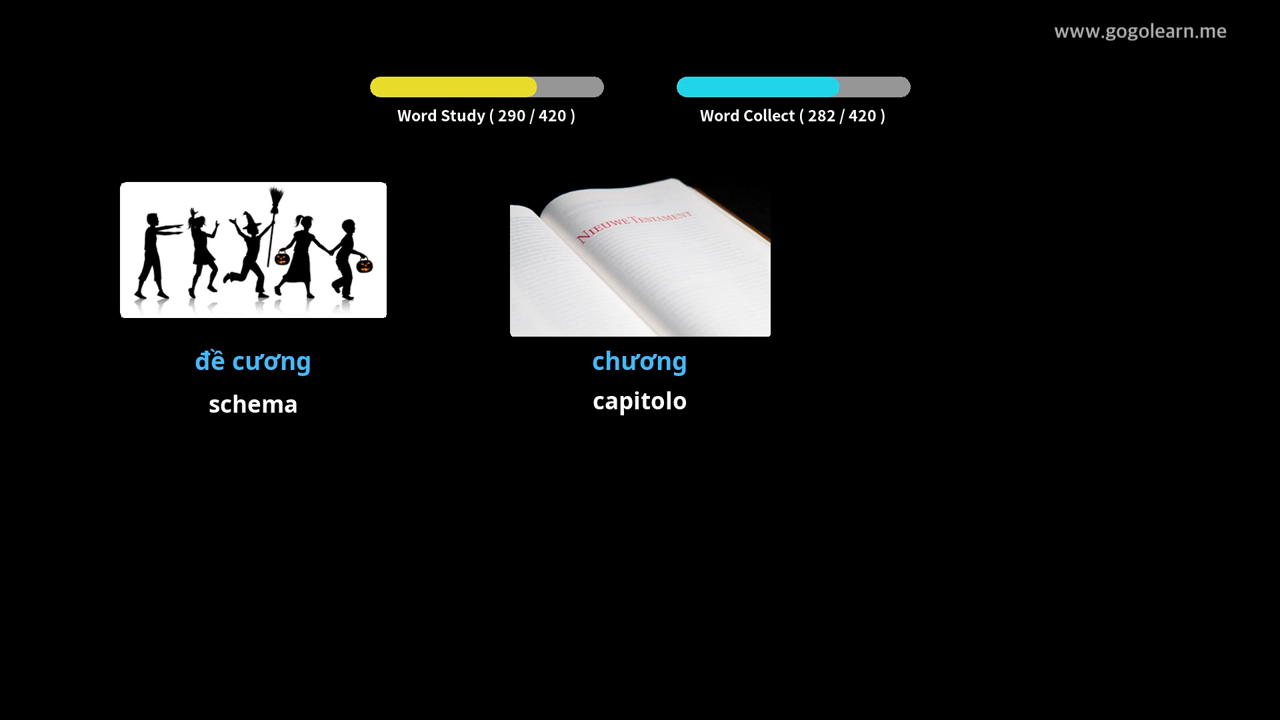 www.gogolearn.me
Word Study ( 290 / 420 )
Word Collect ( 282 / 420 )
NIEUWE TESTAMENT
đề cương
schema
chương
capitolo